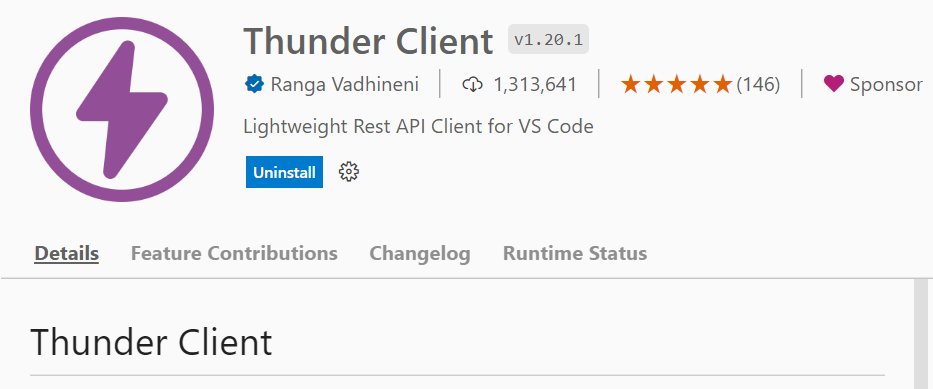 Thunder Client v1.20.1
Ranga Vadhineni 1,313,641 (146) Sponsor
Lightweight Rest API Client for VS Code
Uninstall
Details Feature Contributions Changelog Runtime Status
Thunder Client